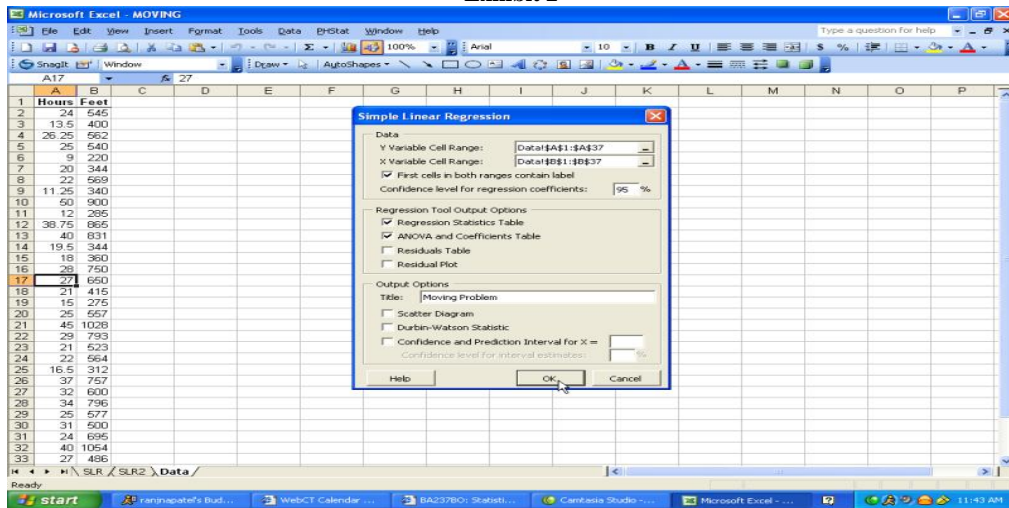 Microsoft Excel - MOVING
File Edit View Insert Format Tools Data PHStat Window Help
Type a question for help
100% Arial 10 B I U $ %
SnagIt Window Draw AutoShapes
A17 fx 27
A B C D E F G H I J K L M N O P
1 Hours Feet
2 24 545
3 13.5 400
4 26.25 562
5 25 540
6 9 220
7 20 344
8 22 569
9 11.25 340
10 50 900
11 12 285
12 38.75 865
13 40 831
14 19.5 344
15 18 360
16 28 750
17 27 650
18 21 415
19 15 275
20 25 557
21 45 1028
22 29 793
23 21 523
24 22 564
25 16.5 312
26 37 757
27 32 600
28 34 796
29 25 577
30 31 500
31 24 695
32 40 1054
33 27 486
Simple Linear Regression
Data
Y Variable Cell Range: Data!$A$1:$A$37
X Variable Cell Range: Data!$B$1:$B$37
First cells in both ranges contain label
Confidence level for regression coefficients: 95 %
Regression Tool Output Options
Regression Statistics Table
ANOVA and Coefficients Table
Residuals Table
Residual Plot
Output Options
Title: Moving Problem
Scatter Diagram
Durbin-Watson Statistic
Confidence and Prediction Interval for X =
Confidence level for interval estimates: %
Help OK Cancel
SLR SLR2 Data
Ready
start ranjnapatel's Bud... WebCT Calendar ... BA237BO: Statisti... Camtasia Studio -... Microsoft Excel - ... 11:43 AM